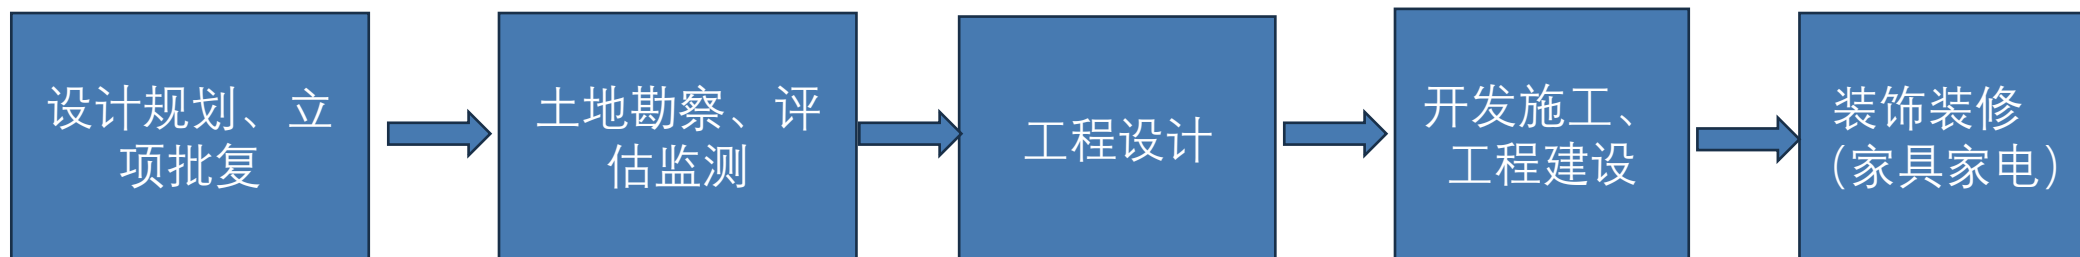 设计规划、立
项批复
土地勘察、评
估监测
工程设计
开发施工、
工程建设
装饰装修
(家具家电)